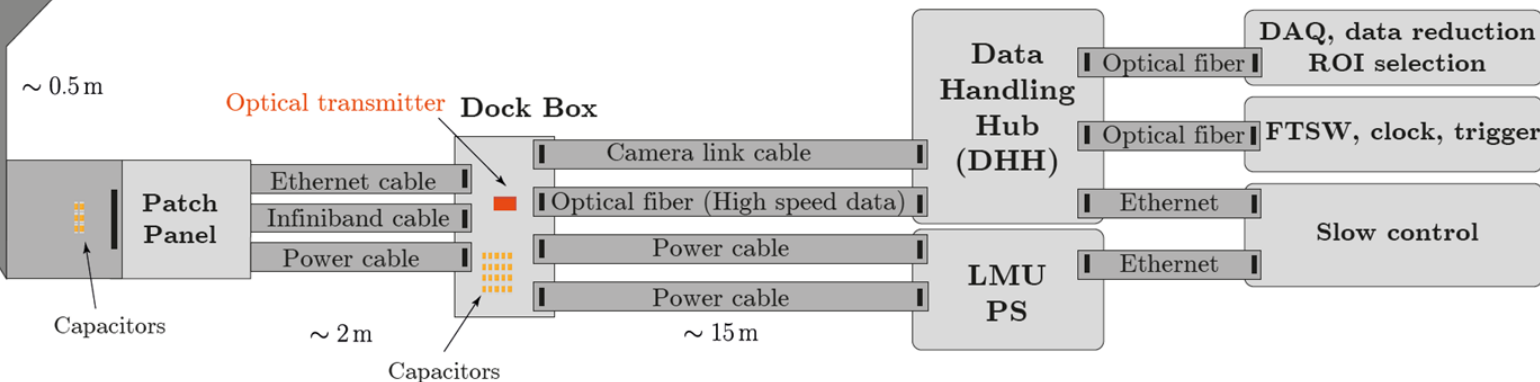 ~ 0.5 m
Capacitors
Patch
Panel
Ethernet cable
Infiniband cable
Power cable
~ 2 m
Optical transmitter
Dock Box
Capacitors
Camera link cable
Optical fiber (High speed data)
Power cable
Power cable
~ 15 m
Data
Handling
Hub
(DHH)
LMU
PS
Optical fiber
Optical fiber
Ethernet
Ethernet
DAQ, data reduction
ROI selection
FTSW, clock, trigger
Slow control